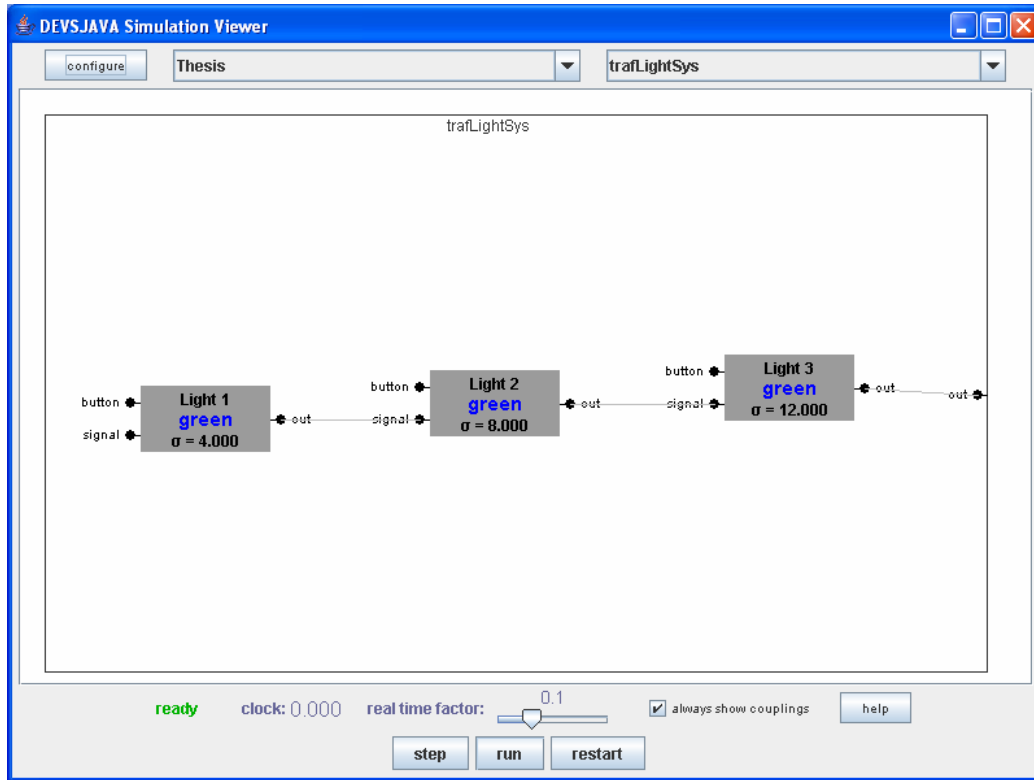 DEVSJAVA Simulation Viewer
configure Thesis trafLightSys
trafLightSys
button Light 1 green σ = 4.000 signal out
button Light 2 green σ = 8.000 signal out
button Light 3 green σ = 12.000 signal out
out
ready clock: 0.000 real time factor: 0.1 always show couplings help
step run restart